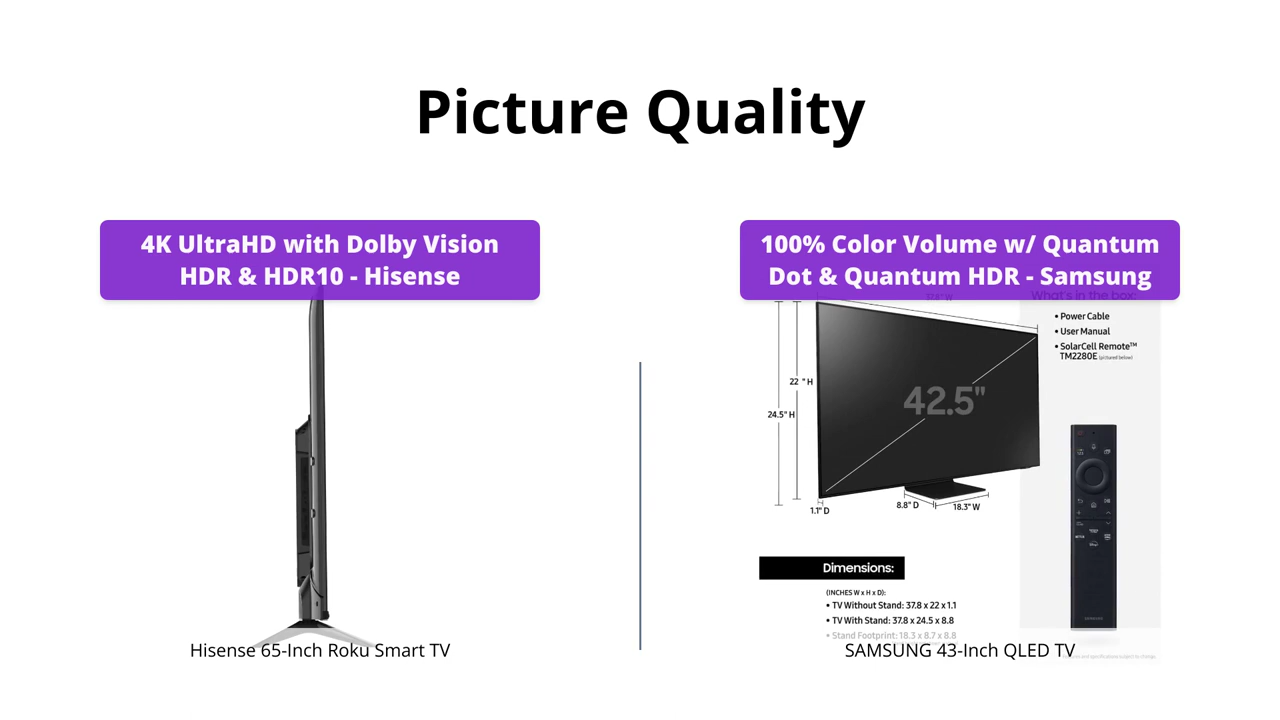 Picture Quality
4K UltraHD with Dolby Vision
HDR & HDR10 - Hisense
100% Color Volume w/ Quantum
Dot & Quantum HDR - Samsung
What's in the box:
• Power Cable
• User Manual
• SolarCell Remote™
TM2280E (pictured below)
22 " H
24.5" H
42.5"
1.1" D
8.8" D
18.3" W
Dimensions:
(INCHES W x H x D):
• TV Without Stand: 37.8 x 22 x 1.1
• TV With Stand: 37.8 x 24.5 x 8.8
• Stand Footprint: 18.3 x 8.7 x 8.8
SAMSUNG
Hisense 65-Inch Roku Smart TV
SAMSUNG 43-Inch QLED TV